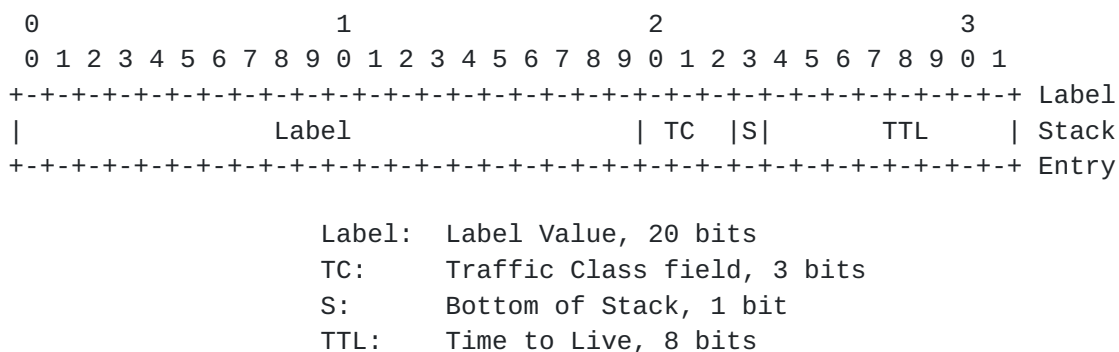 0                   1                   2                   3
 0 1 2 3 4 5 6 7 8 9 0 1 2 3 4 5 6 7 8 9 0 1 2 3 4 5 6 7 8 9 0 1
+-+-+-+-+-+-+-+-+-+-+-+-+-+-+-+-+-+-+-+-+-+-+-+-+-+-+-+-+-+-+-+-+ Label
|                Label                  | TC  |S|       TTL     | Stack
+-+-+-+-+-+-+-+-+-+-+-+-+-+-+-+-+-+-+-+-+-+-+-+-+-+-+-+-+-+-+-+-+ Entry

                    Label:  Label Value, 20 bits
                    TC:     Traffic Class field, 3 bits
                    S:      Bottom of Stack, 1 bit
                    TTL:    Time to Live, 8 bits